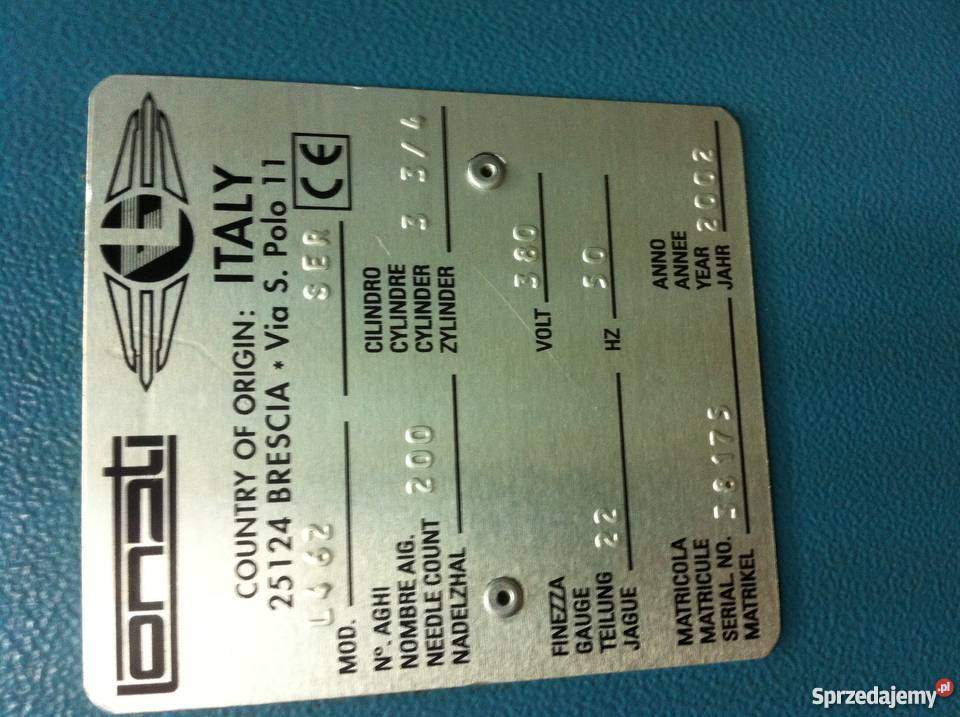 Lonati
COUNTRY OF ORIGIN: ITALY
25124 BRESCIA * Via S. Polo 11
MOD. L462 SER CE
N°. AGHI
NOMBRE AIG.
NEEDLE COUNT 200
NADELZHAL
CILINDRO
CYLINDRE 3 3/4
CYLINDER
ZYLINDER
FINEZZA
GAUGE
TEILUNG 22
JAGUE
VOLT 380
HZ 50
MATRICOLA
MATRICULE
SERIAL NO.
MATRIKEL
ANNO
ANNEE
YEAR 2002
JAHR
Sprzedajemy.pl